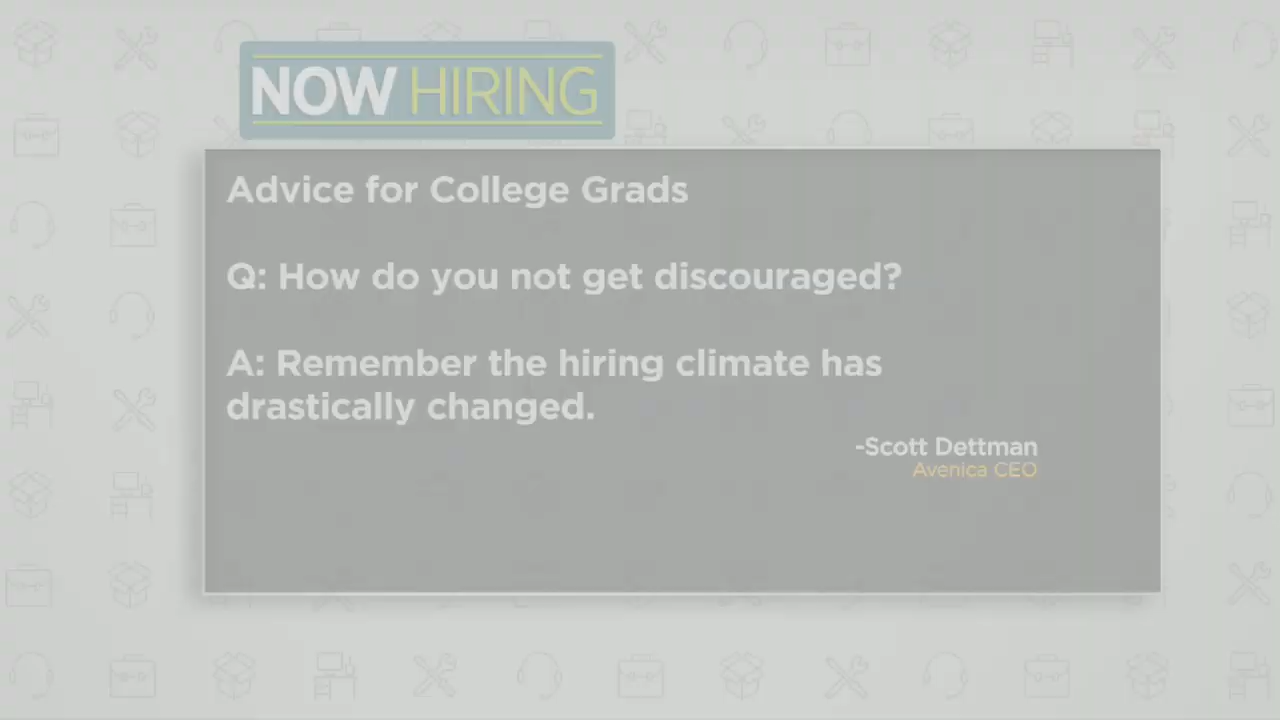 NOW HIRING
Advice for College Grads
Q: How do you not get discouraged?
A: Remember the hiring climate has
drastically changed.
-Scott Dettman
Avenica CEO